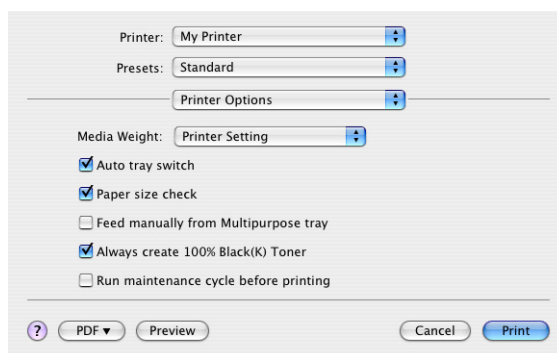 Printer: My Printer
Presets: Standard
Printer Options
Media Weight: Printer Setting
Auto tray switch
Paper size check
Feed manually from Multipurpose tray
Always create 100% Black(K) Toner
Run maintenance cycle before printing
? PDF▼ Preview Cancel Print